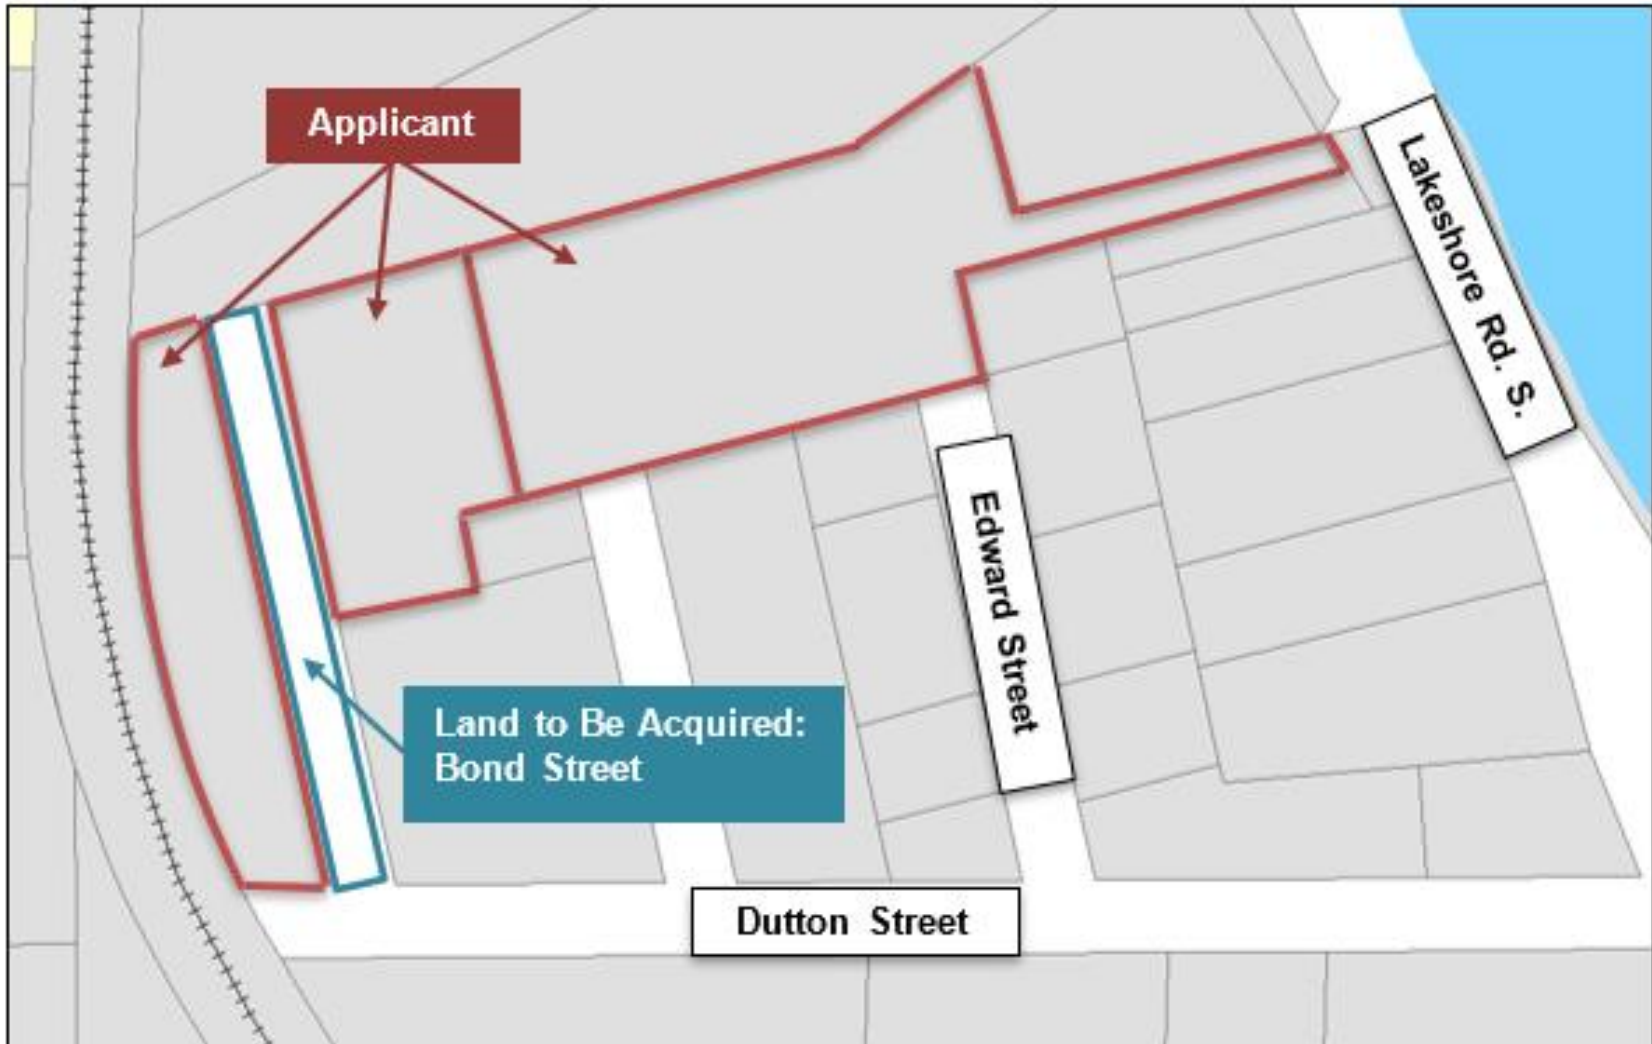 Applicant
Lakeshore Rd. S.
Edward Street
Land to Be Acquired:
Bond Street
Dutton Street